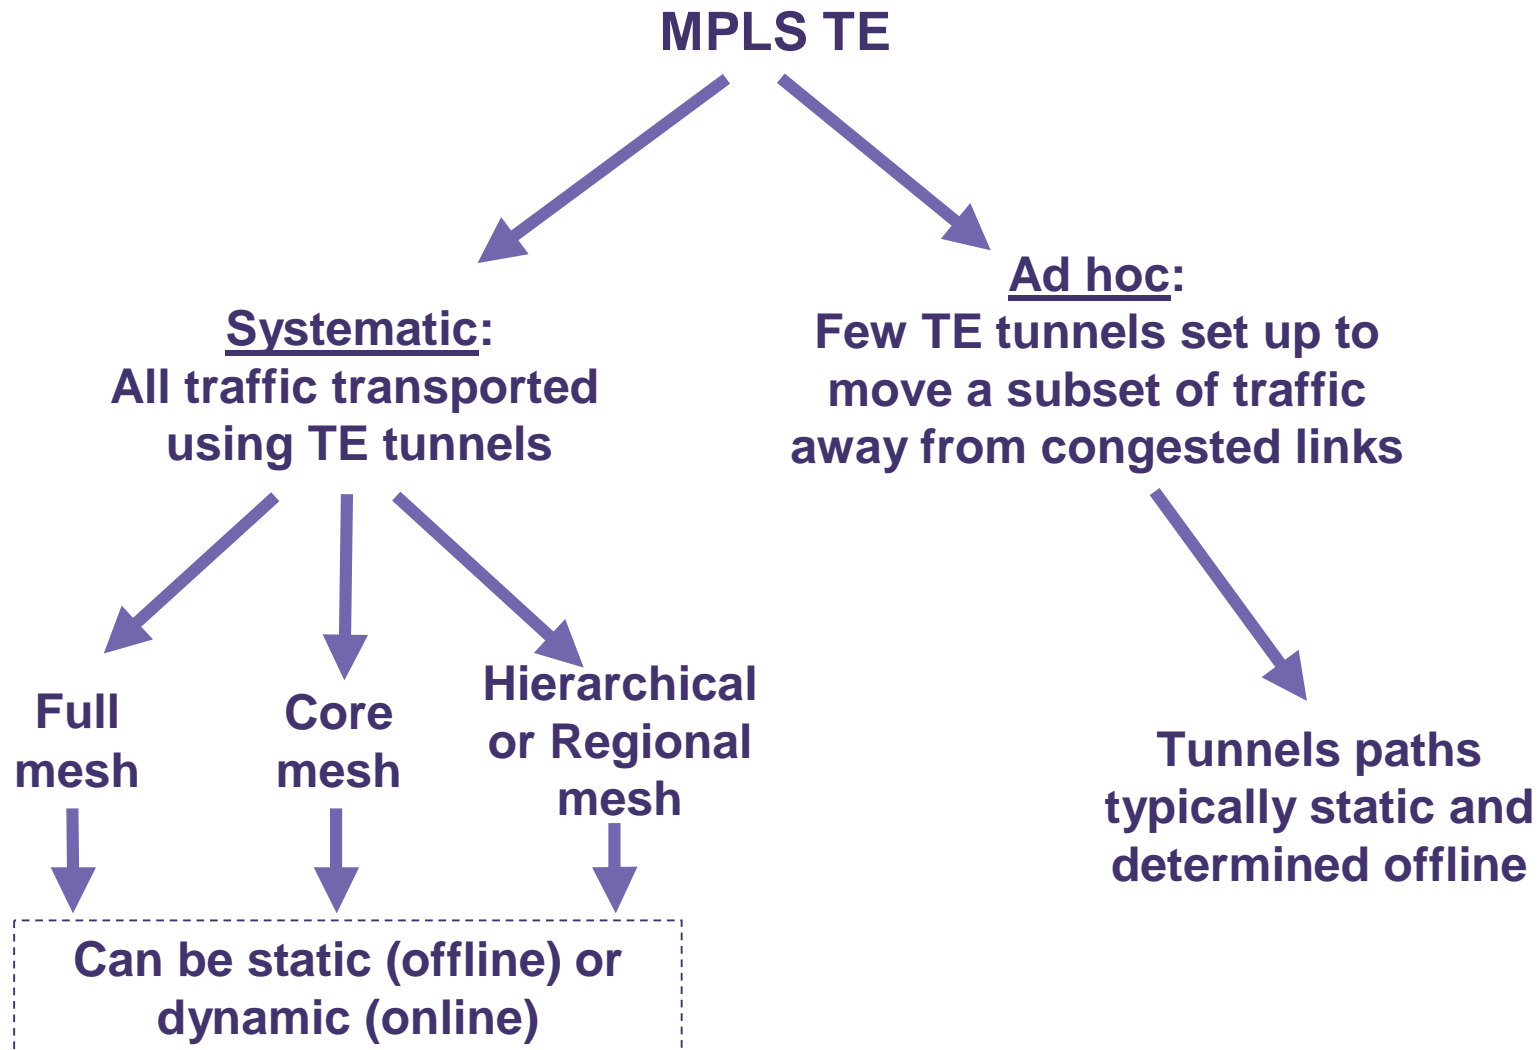 MPLS TE
Systematic:
All traffic transported
using TE tunnels
Ad hoc:
Few TE tunnels set up to
move a subset of traffic
away from congested links
Full
mesh
Core
mesh
Hierarchical
or Regional
mesh
Tunnels paths
typically static and
determined offline
Can be static (offline) or
dynamic (online)